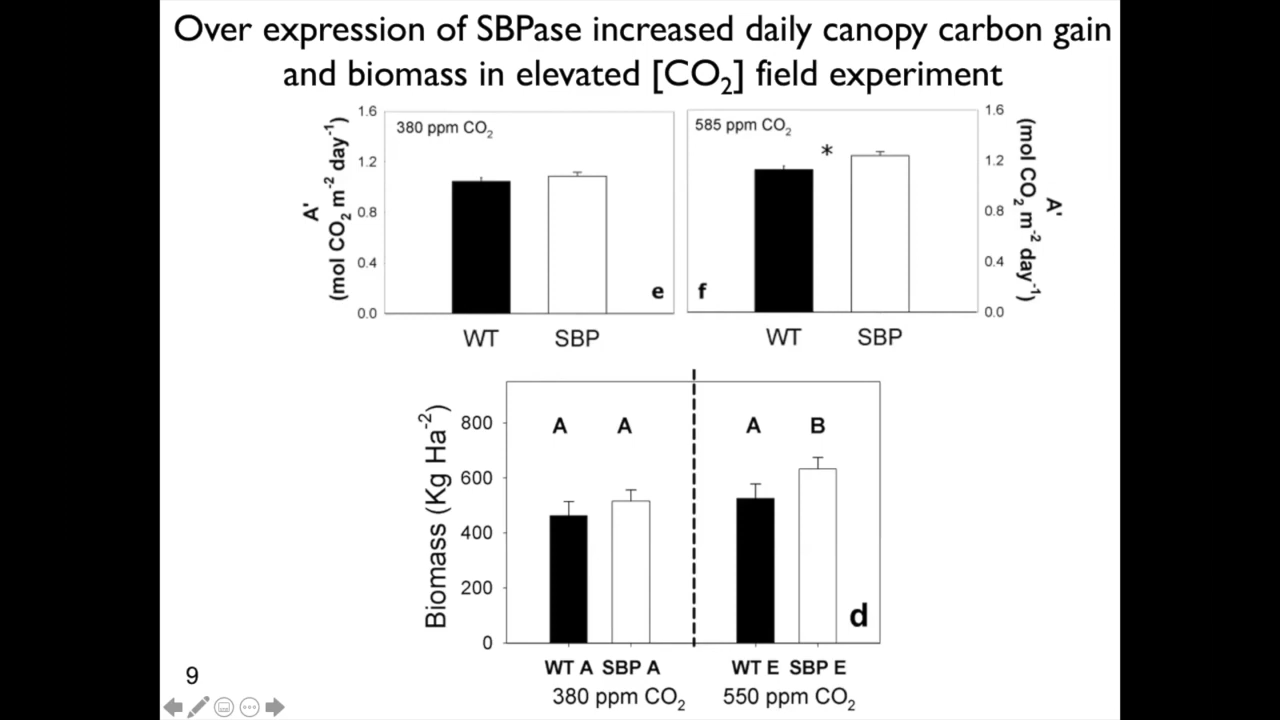 Over expression of SBPase increased daily canopy carbon gain
and biomass in elevated [CO₂] field experiment
1.6
1.2
0.8
0.4
0.0
A'
(mol CO₂ m⁻² day⁻¹)
380 ppm CO₂
e
WT SBP
585 ppm CO₂
*
f
WT SBP
1.6
1.2
0.8
0.4
0.0
A'
(mol CO₂ m⁻² day⁻¹)
Biomass (Kg Ha⁻²)
800
600
400
200
0
A A A B
d
WT A SBP A WT E SBP E
380 ppm CO₂ 550 ppm CO₂
9